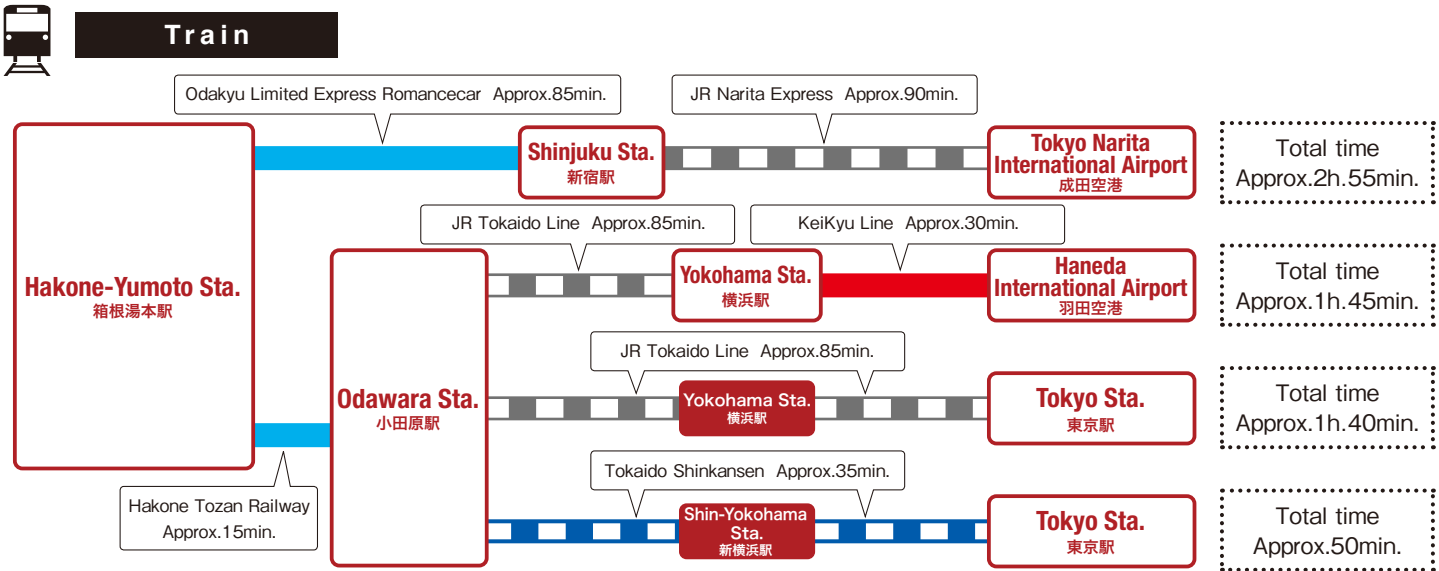 Train
Odakyu Limited Express Romancecar Approx.85min.
JR Narita Express Approx.90min.
Hakone-Yumoto Sta.
箱根湯本駅
Shinjuku Sta.
新宿駅
Tokyo Narita
International Airport
成田空港
Total time
Approx.2h.55min.
JR Tokaido Line Approx.85min.
KeiKyu Line Approx.30min.
Odawara Sta.
小田原駅
Yokohama Sta.
横浜駅
Haneda
International Airport
羽田空港
Total time
Approx.1h.45min.
JR Tokaido Line Approx.85min.
Yokohama Sta.
横浜駅
Tokyo Sta.
東京駅
Total time
Approx.1h.40min.
Hakone Tozan Railway
Approx.15min.
Tokaido Shinkansen Approx.35min.
Shin-Yokohama
Sta.
新横浜駅
Tokyo Sta.
東京駅
Total time
Approx.50min.